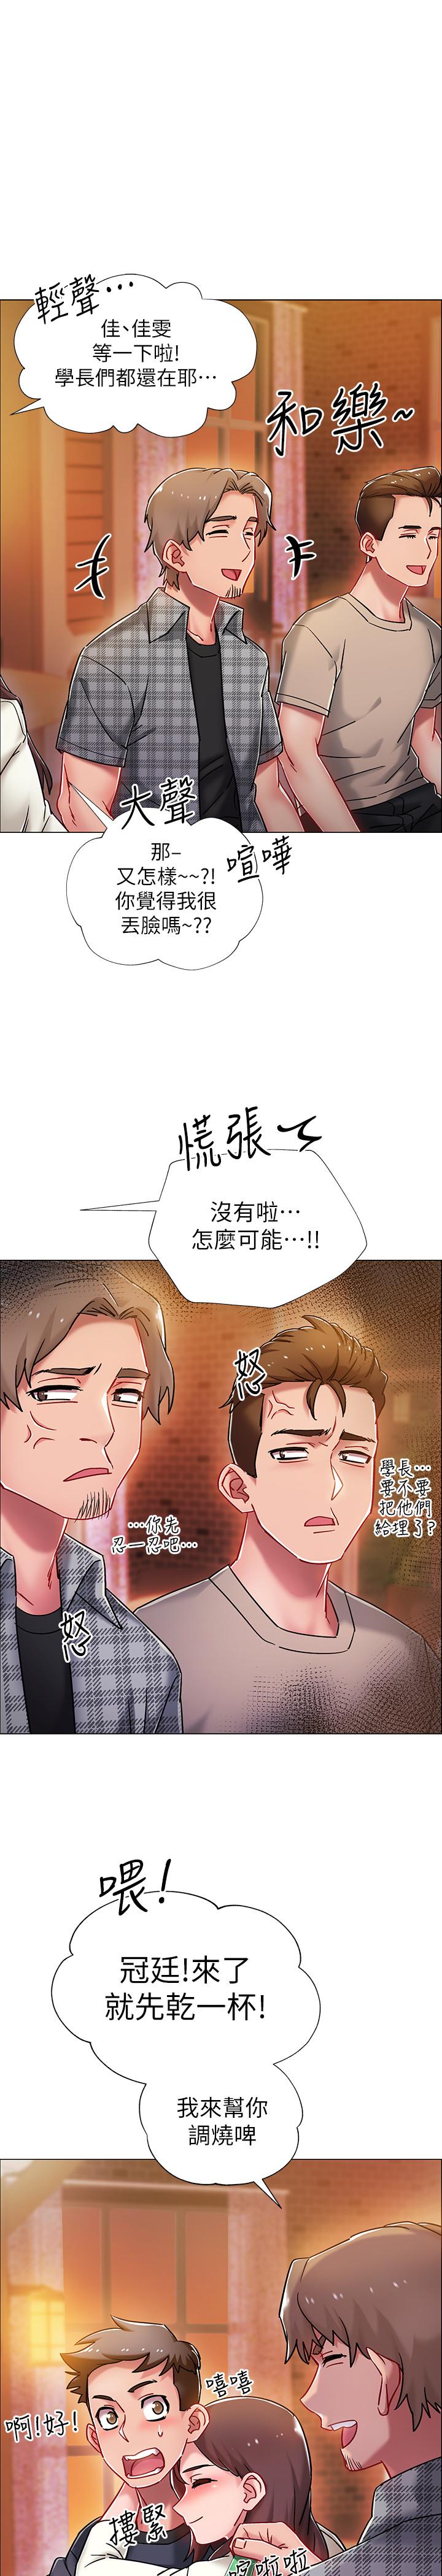 輕聲⋯
佳、佳雯
等一下啦!
學長們都還在耶⋯
和樂~
大聲
那–
又怎樣~~?!
你覺得我很
丟臉嗎~??
喧嘩
慌張
沒有啦⋯
怎麼可能⋯!!
怒
學長⋯
要不要
把他們
給埋了?
⋯你先
忍一忍吧⋯
怒
喂!
冠廷!來了
就先乾一杯!
我來幫你
調燒啤
嘻嘻
啊!好!
摟緊
啦啦